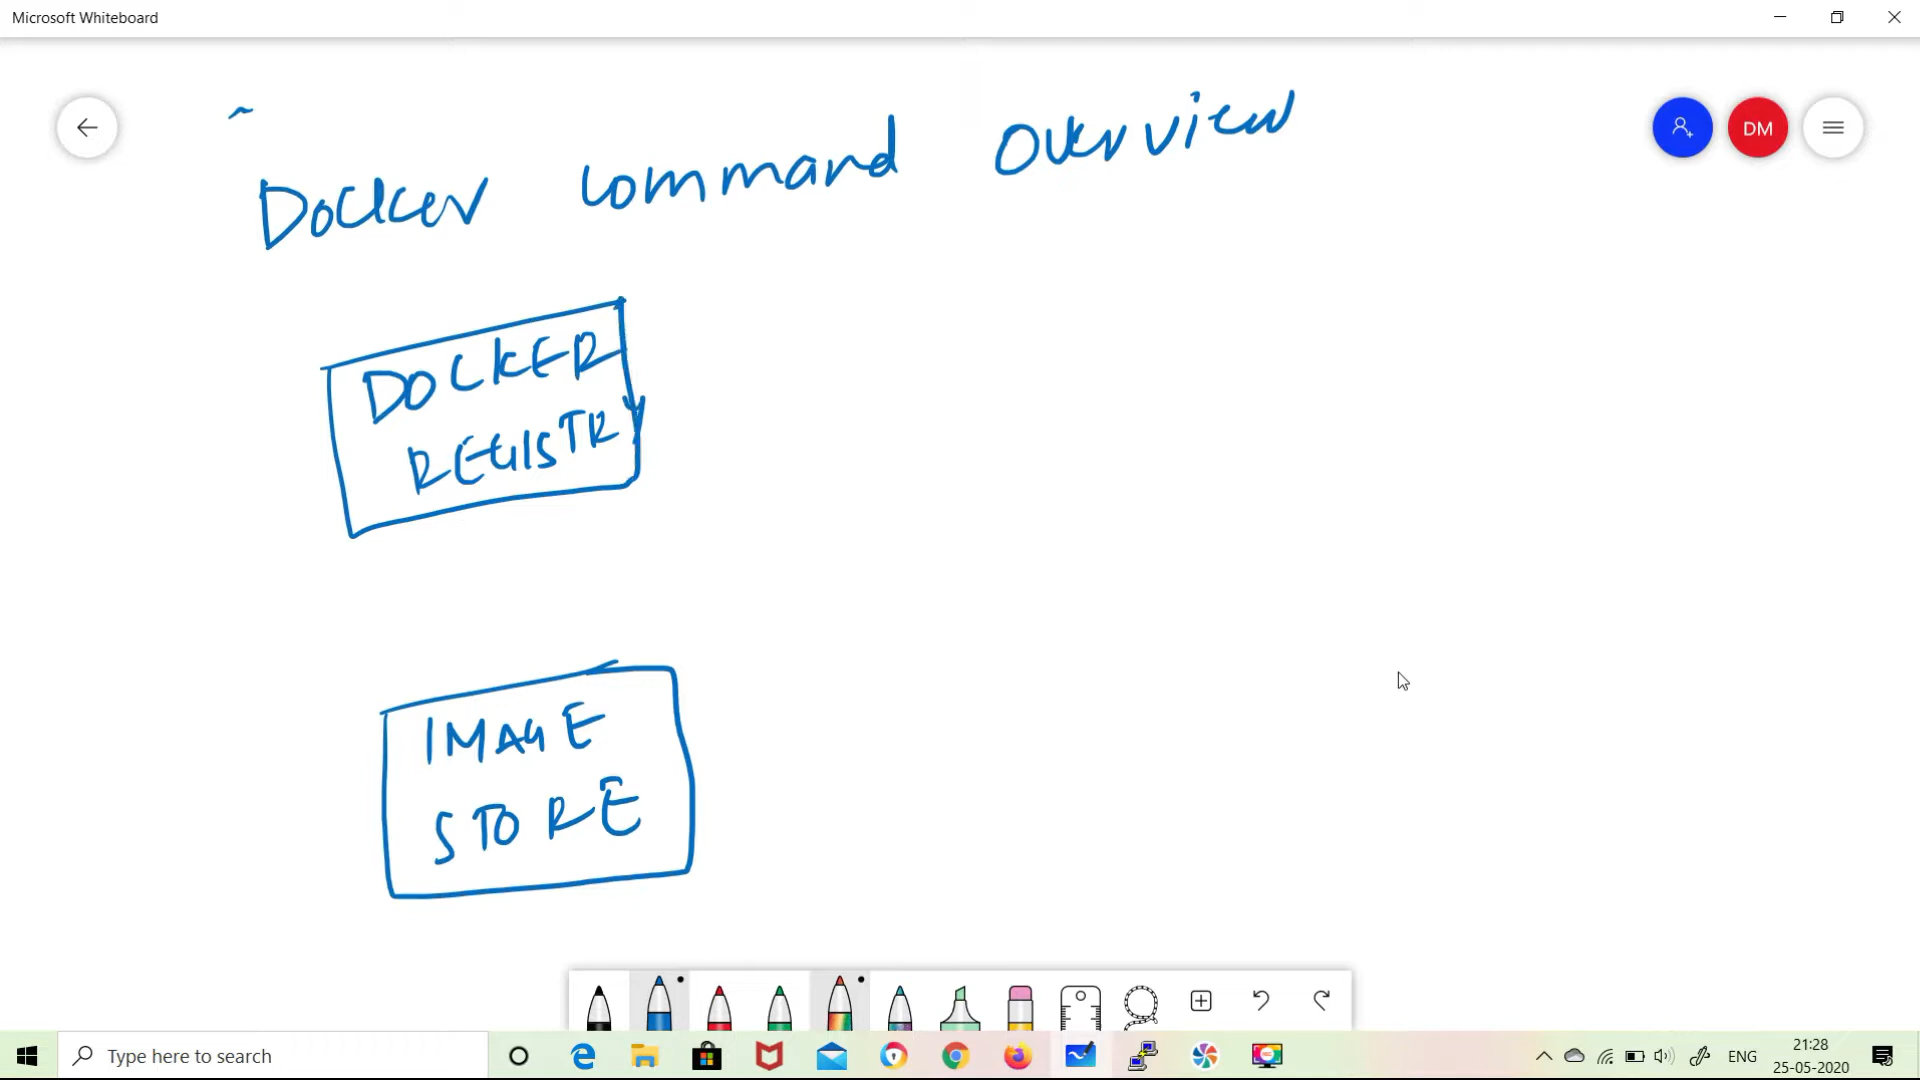 Microsoft Whiteboard
DM
Docker command overview
DOCKER
REGISTRY
IMAGE
STORE
Type here to search
ENG
21:28
25-05-2020